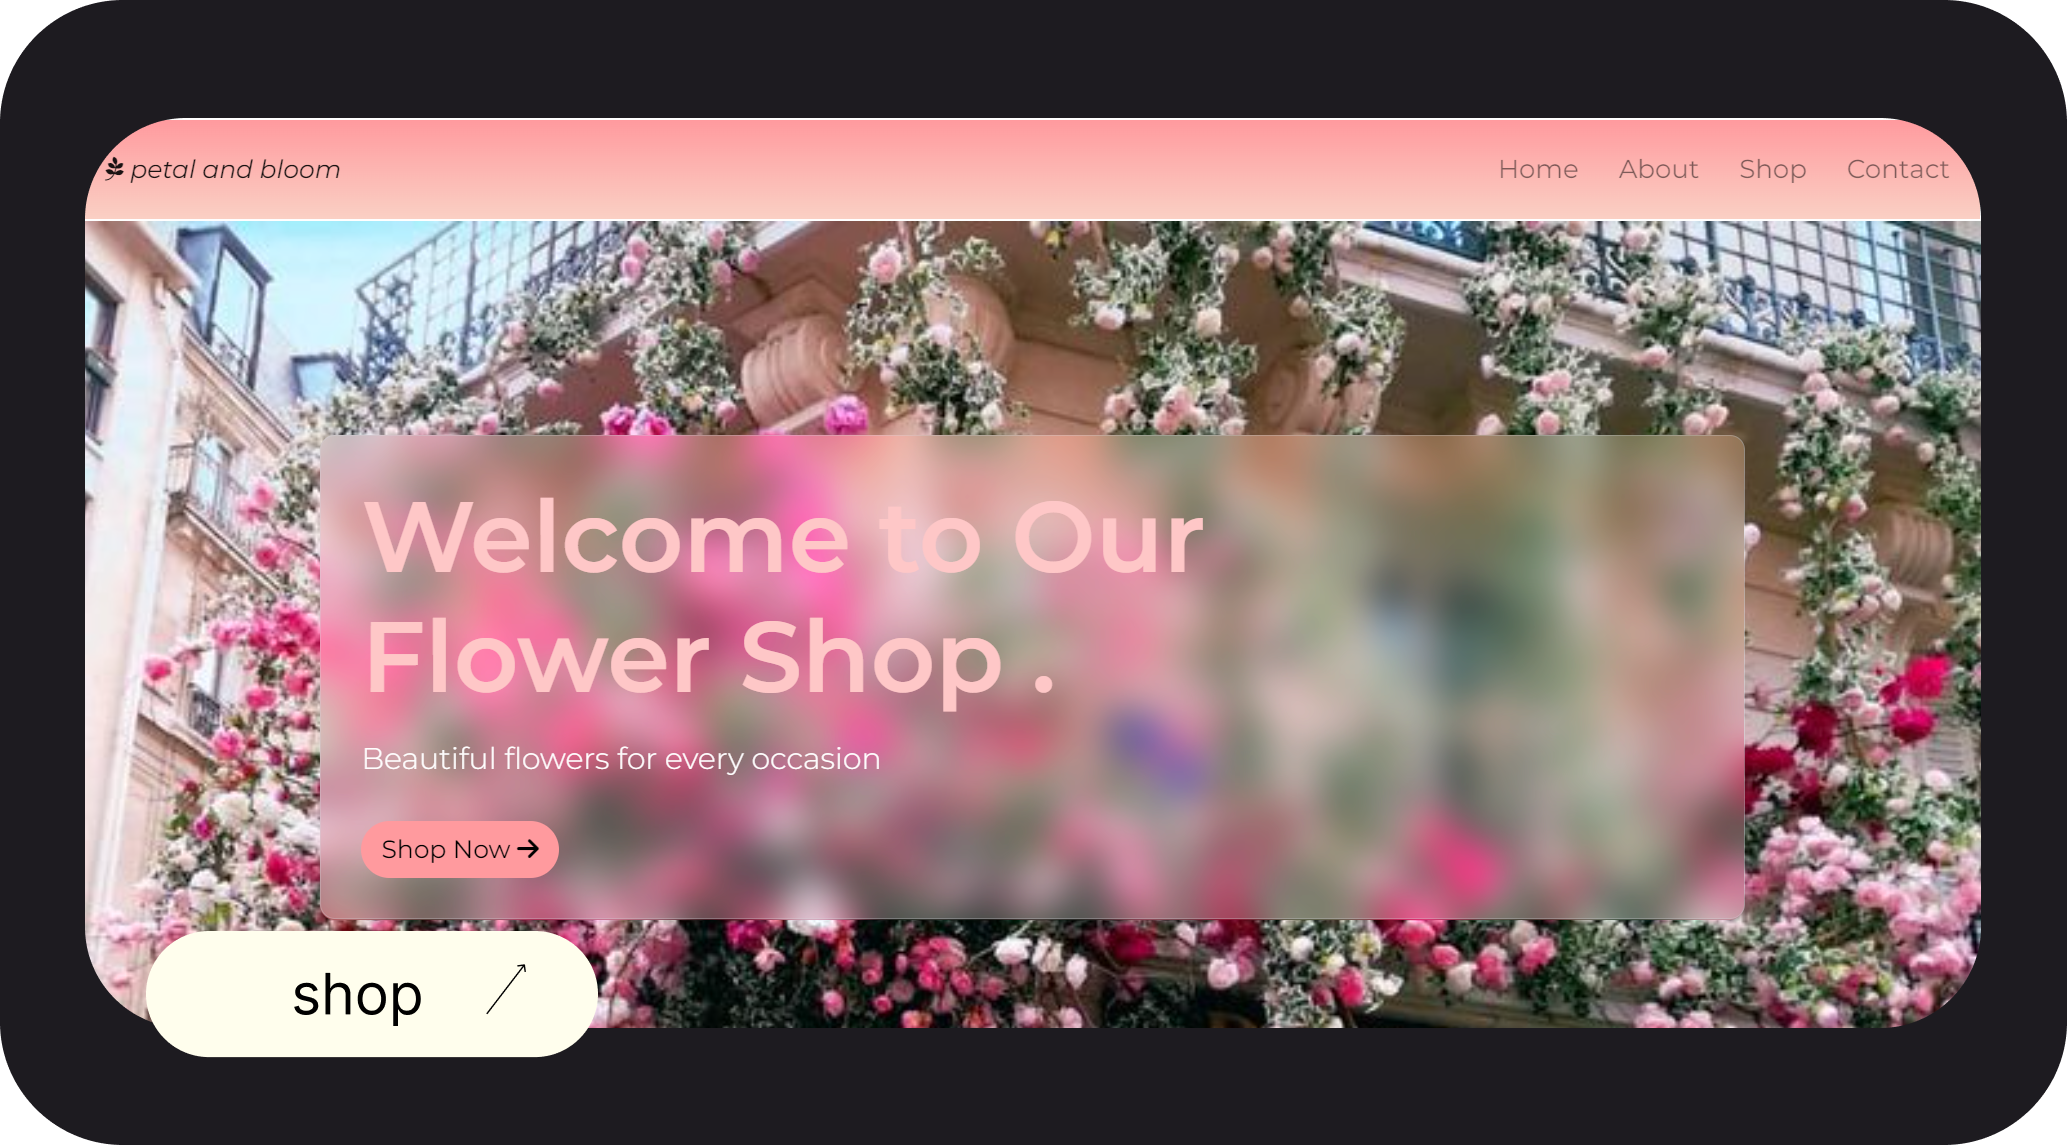 petal and bloom
Home About Shop Contact
Welcome to Our
Flower Shop .
Beautiful flowers for every occasion
Shop Now
shop